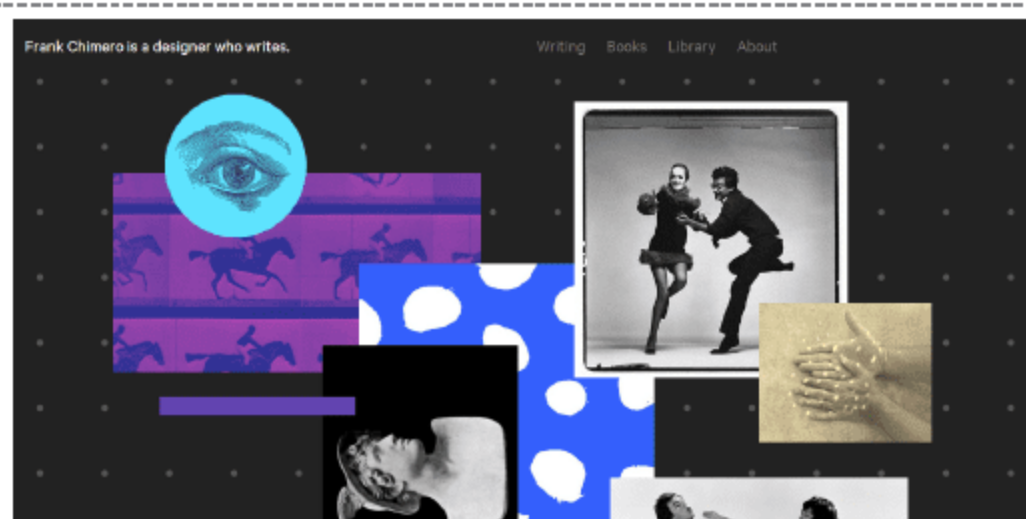 Frank Chimero is a designer who writes.
Writing Books Library About